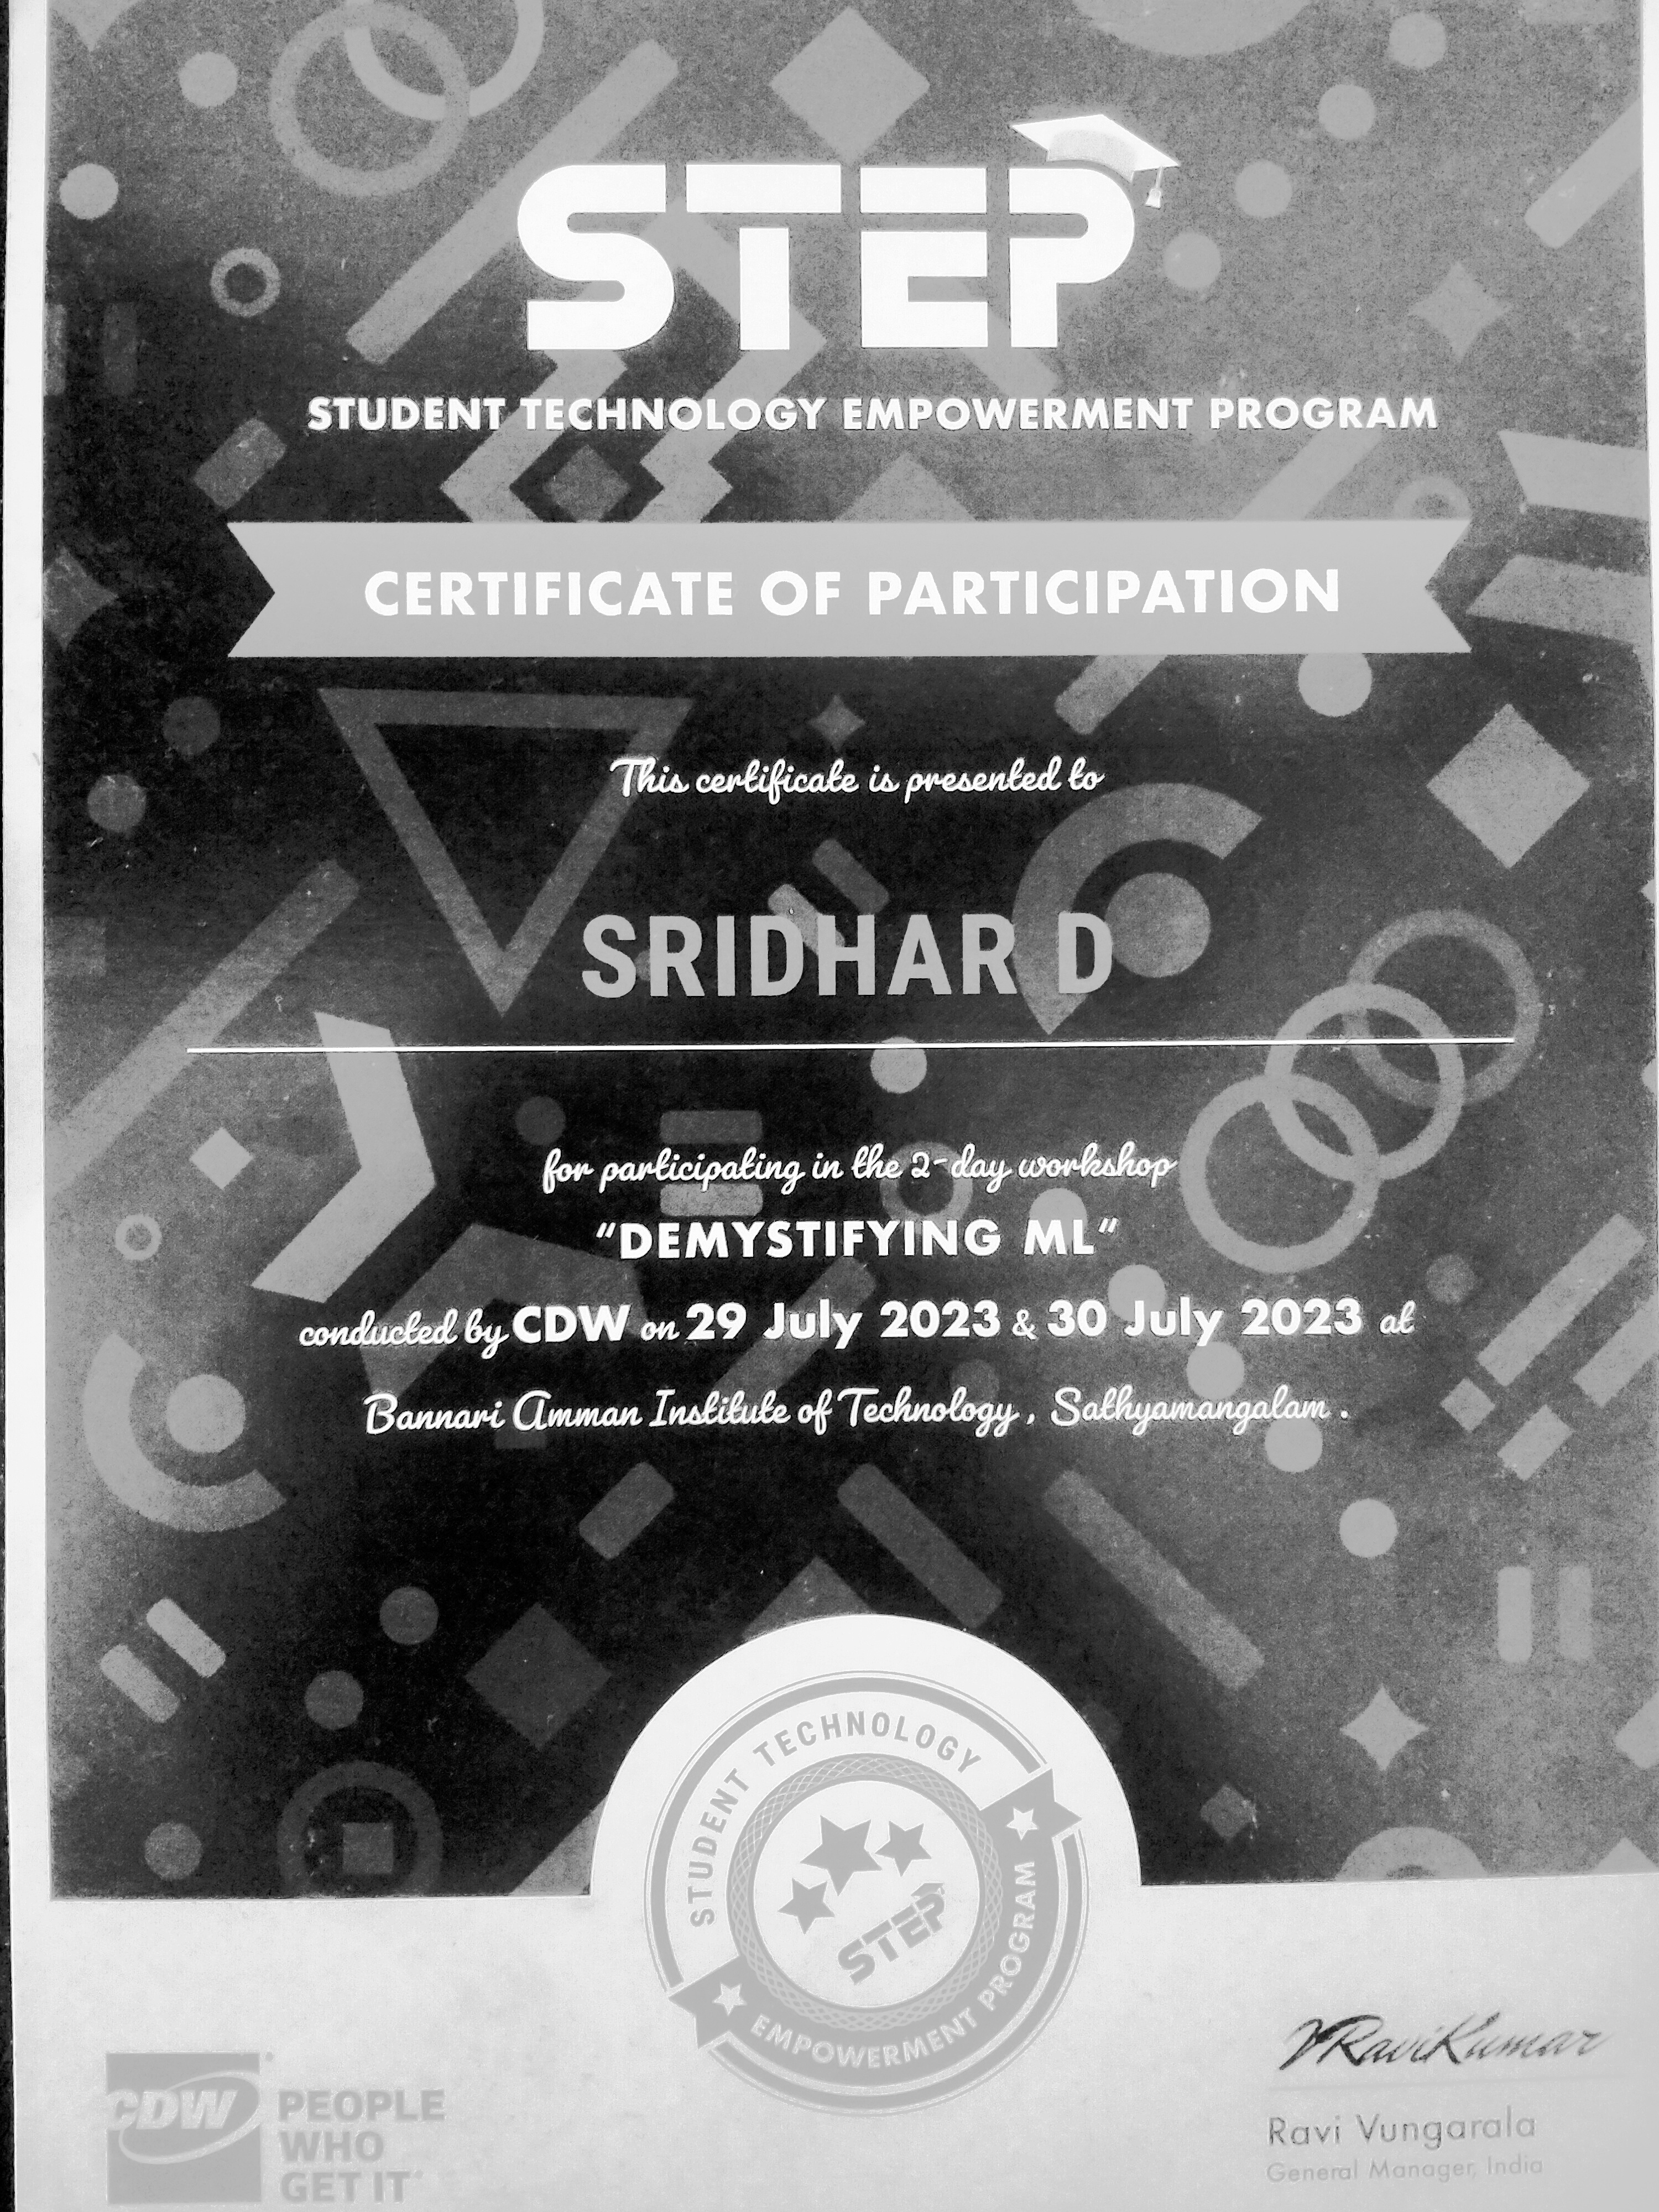 STEP
STUDENT TECHNOLOGY EMPOWERMENT PROGRAM
CERTIFICATE OF PARTICIPATION
This certificate is presented to
SRIDHAR D
for participating in the 2-day workshop
“DEMYSTIFYING ML”
conducted by CDW on 29 July 2023 & 30 July 2023 at
Bannari Amman Institute of Technology , Sathyamangalam .
STUDENT TECHNOLOGY
STEP
EMPOWERMENT PROGRAM
CDW
PEOPLE
WHO
GET IT
VRaviKumar
Ravi Vungarala
General Manager, India